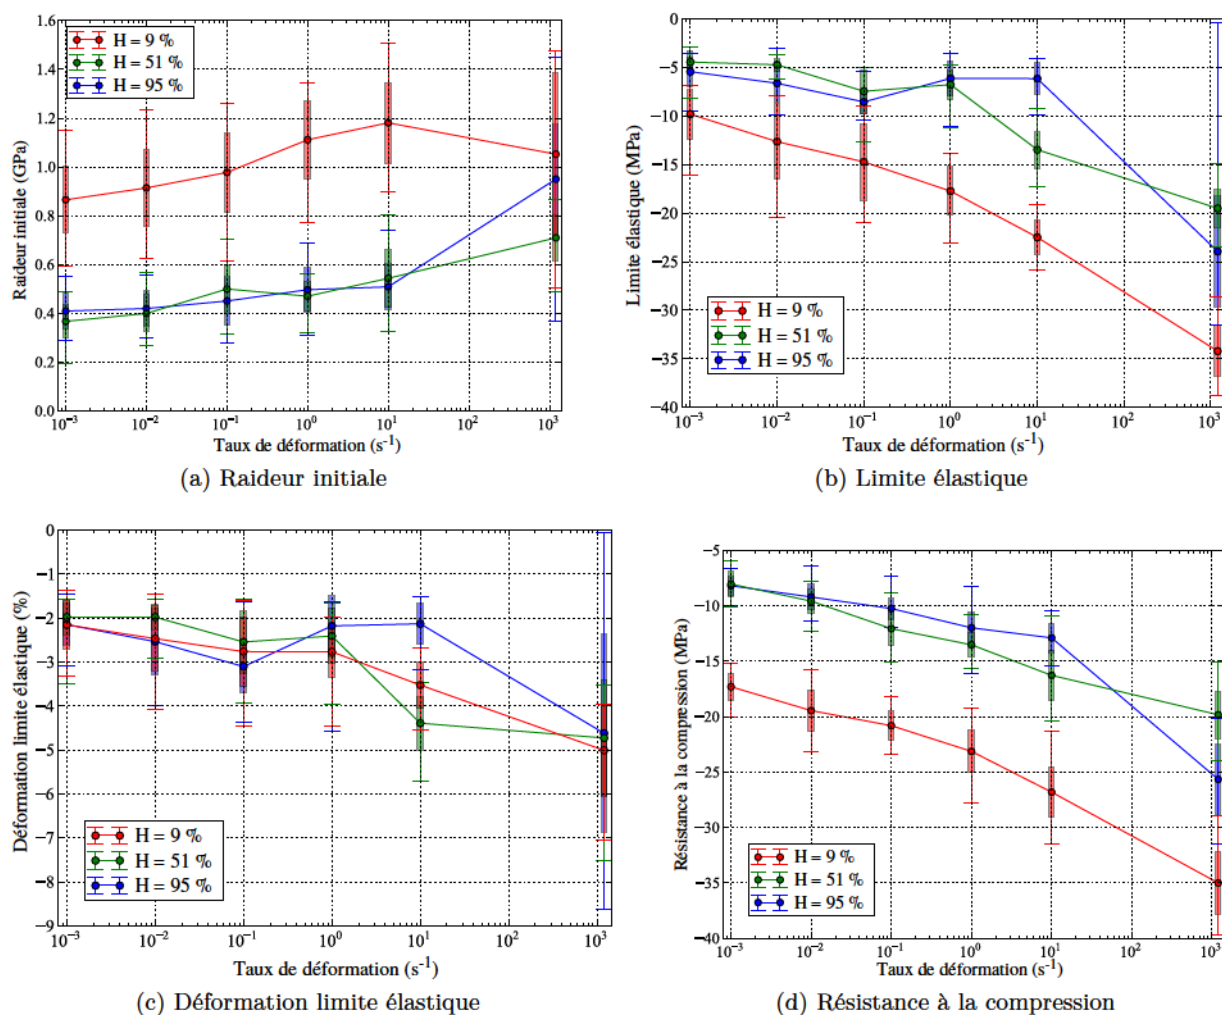 1.6
1.4
1.2
1.0
0.8
0.6
0.4
0.2
0.0
Raideur initiale (GPa)
H = 9 %
H = 51 %
H = 95 %
10⁻³ 10⁻² 10⁻¹ 10⁰ 10¹ 10² 10³
Taux de déformation (s⁻¹)
(a) Raideur initiale
−5
−10
−15
−20
−25
−30
−35
−40
Limite élastique (MPa)
H = 9 %
H = 51 %
H = 95 %
10⁻³ 10⁻² 10⁻¹ 10⁰ 10¹ 10² 10³
Taux de déformation (s⁻¹)
(b) Limite élastique
0
−1
−2
−3
−4
−5
−6
−7
−8
−9
Déformation limite élastique (%)
H = 9 %
H = 51 %
H = 95 %
10⁻³ 10⁻² 10⁻¹ 10⁰ 10¹ 10² 10³
Taux de déformation (s⁻¹)
(c) Déformation limite élastique
−5
−10
−15
−20
−25
−30
−35
−40
Résistance à la compression (MPa)
H = 9 %
H = 51 %
H = 95 %
10⁻³ 10⁻² 10⁻¹ 10⁰ 10¹ 10² 10³
Taux de déformation (s⁻¹)
(d) Résistance à la compression